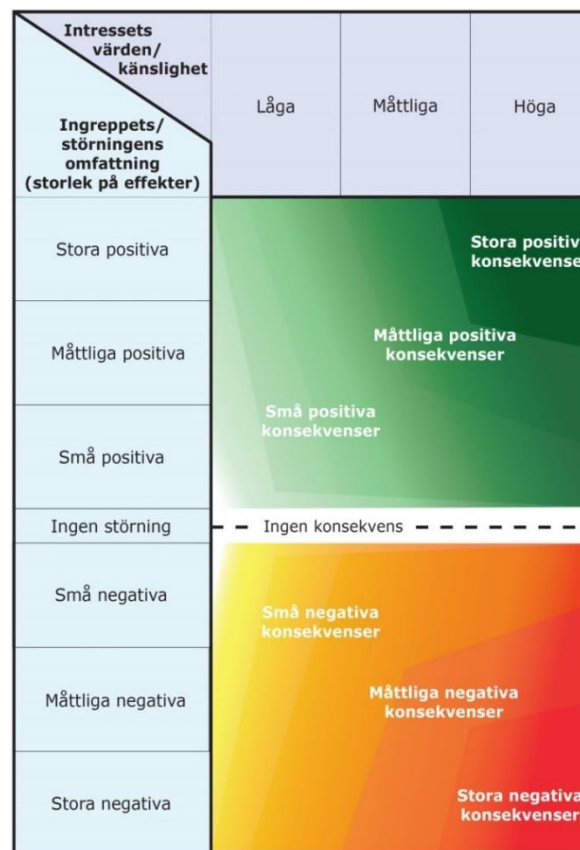 Intressets
värden/
känslighet
Ingreppets/
störningens
omfattning
(storlek på effekter)
Låga
Måttliga
Höga
Stora positiva
Stora positiv
konsekvense
Måttliga positiva
Måttliga positiva
konsekvenser
Små positiva
Små positiva
konsekvenser
Ingen störning
Ingen konsekvens
Små negativa
Små negativa
konsekvenser
Måttliga negativa
Måttliga negativa
konsekvenser
Stora negativa
Stora negativa
konsekvenser